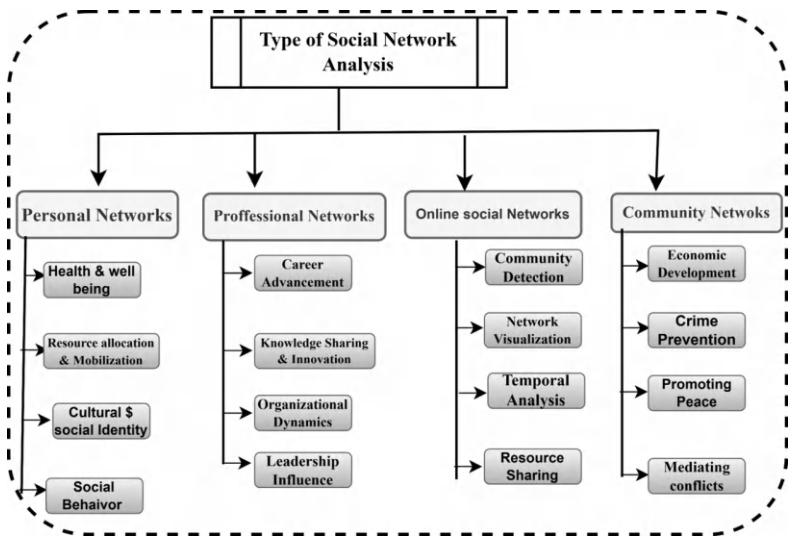 Type of Social Network
Analysis
Personal Networks
Health & well
being
Resource allocation
& Mobilization
Cultural $
social Identity
Social
Behaivor
Proffessional Networks
Career
Advancement
Knowledge Sharing
& Innovation
Organizational
Dynamics
Leadership
Influence
Online social Networks
Community
Detection
Network
Visualization
Temporal
Analysis
Resource
Sharing
Community Netwoks
Economic
Development
Crime
Prevention
Promoting
Peace
Mediating
conflicts